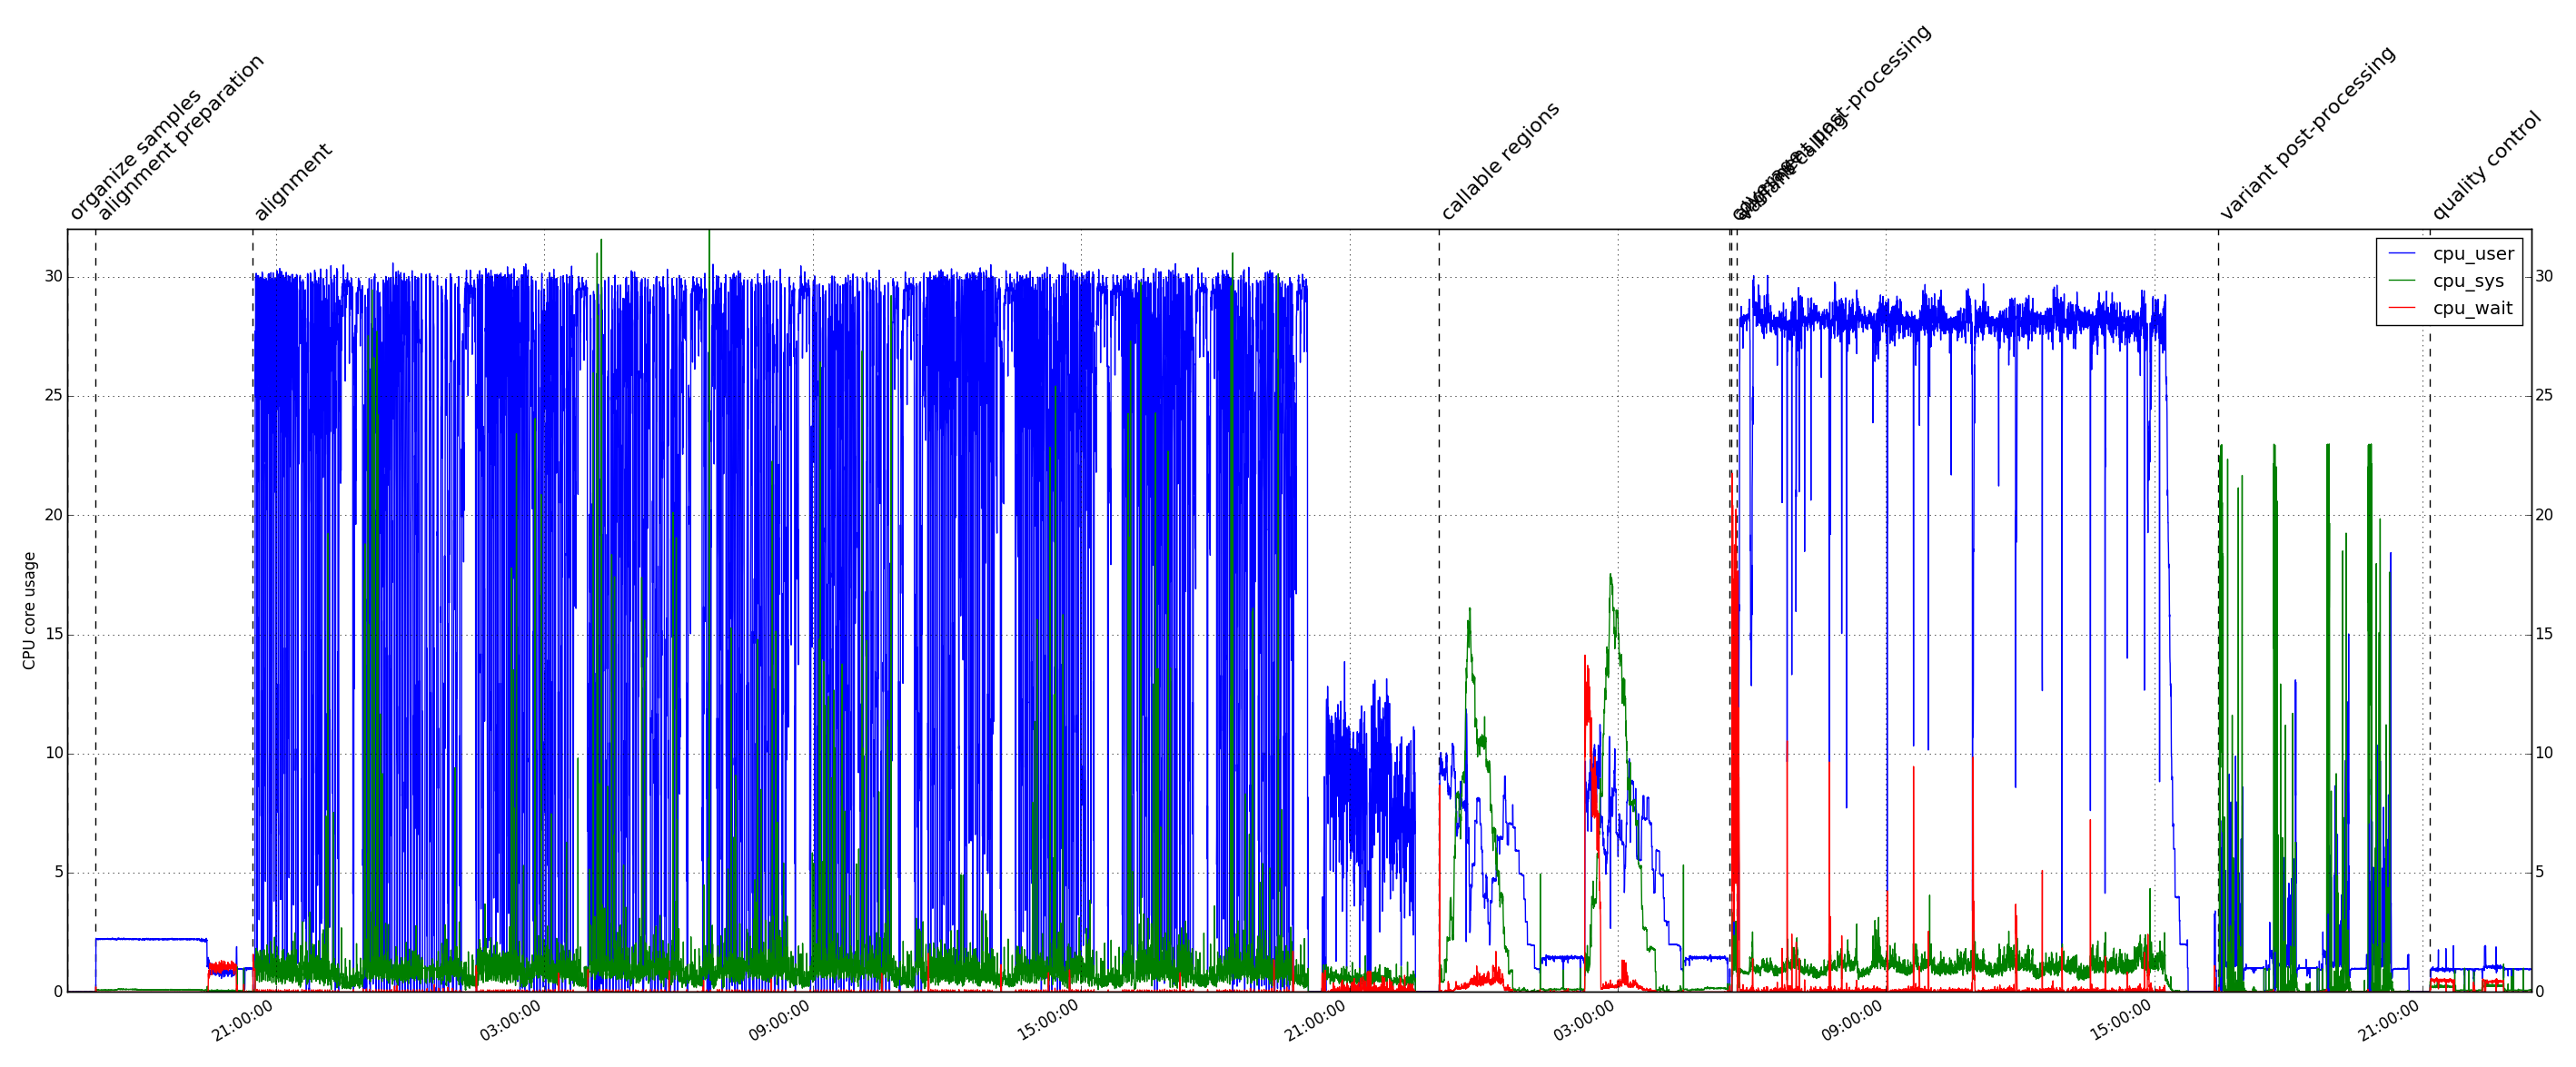 organize samples
alignment preparation
alignment
callable regions
post-processing
variant post-processing
quality control
CPU core usage
30
25
20
15
10
5
0
30
25
20
15
10
5
0
cpu_user
cpu_sys
cpu_wait
21:00:00
03:00:00
09:00:00
15:00:00
21:00:00
03:00:00
09:00:00
15:00:00
21:00:00